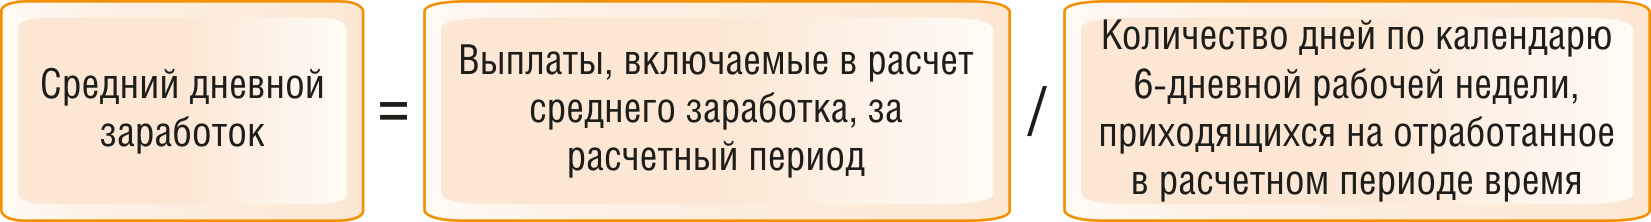 Средний дневной
заработок
=
Выплаты, включаемые в расчет
среднего заработка, за
расчетный период
/
Количество дней по календарю
6-дневной рабочей недели,
приходящихся на отработанное
в расчетном периоде время